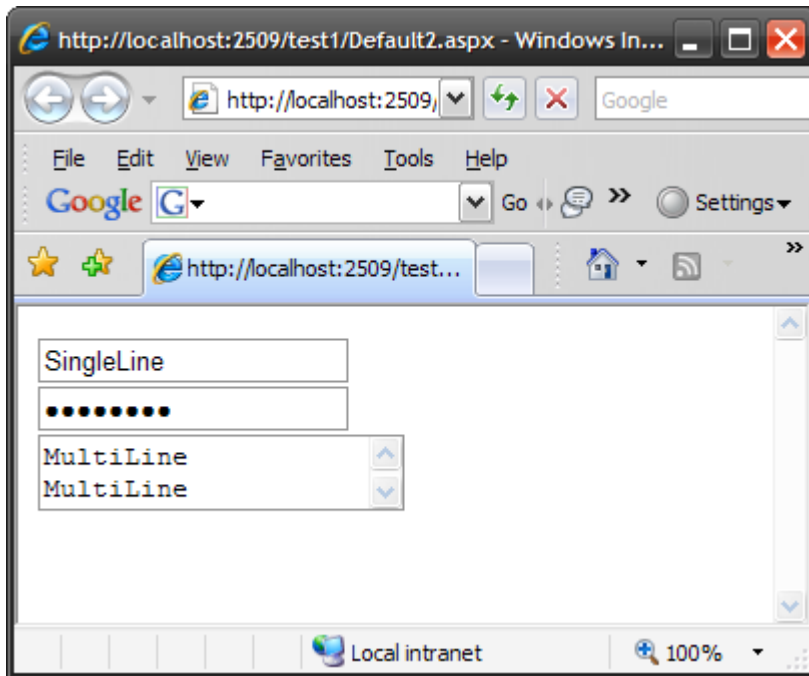 http://localhost:2509/test1/Default2.aspx - Windows In...
http://localhost:2509/
Google
File Edit View Favorites Tools Help
Google G Go » Settings
http://localhost:2509/test... »
SingleLine
••••••••
MultiLine
MultiLine
Local intranet 100%